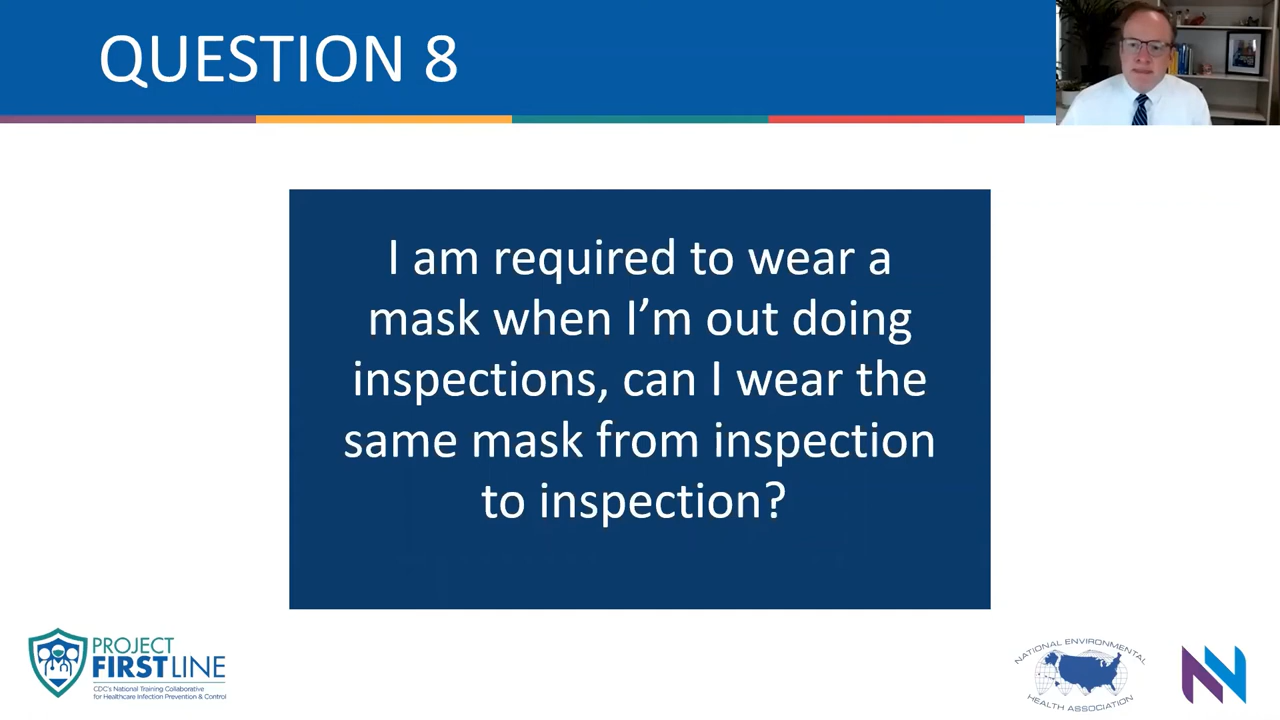 QUESTION 8
I am required to wear a
mask when I’m out doing
inspections, can I wear the
same mask from inspection
to inspection?
PROJECT
FIRSTLINE
CDC's National Training Collaborative
for Healthcare Infection Prevention & Control
NATIONAL ENVIRONMENTAL
HEALTH ASSOCIATION